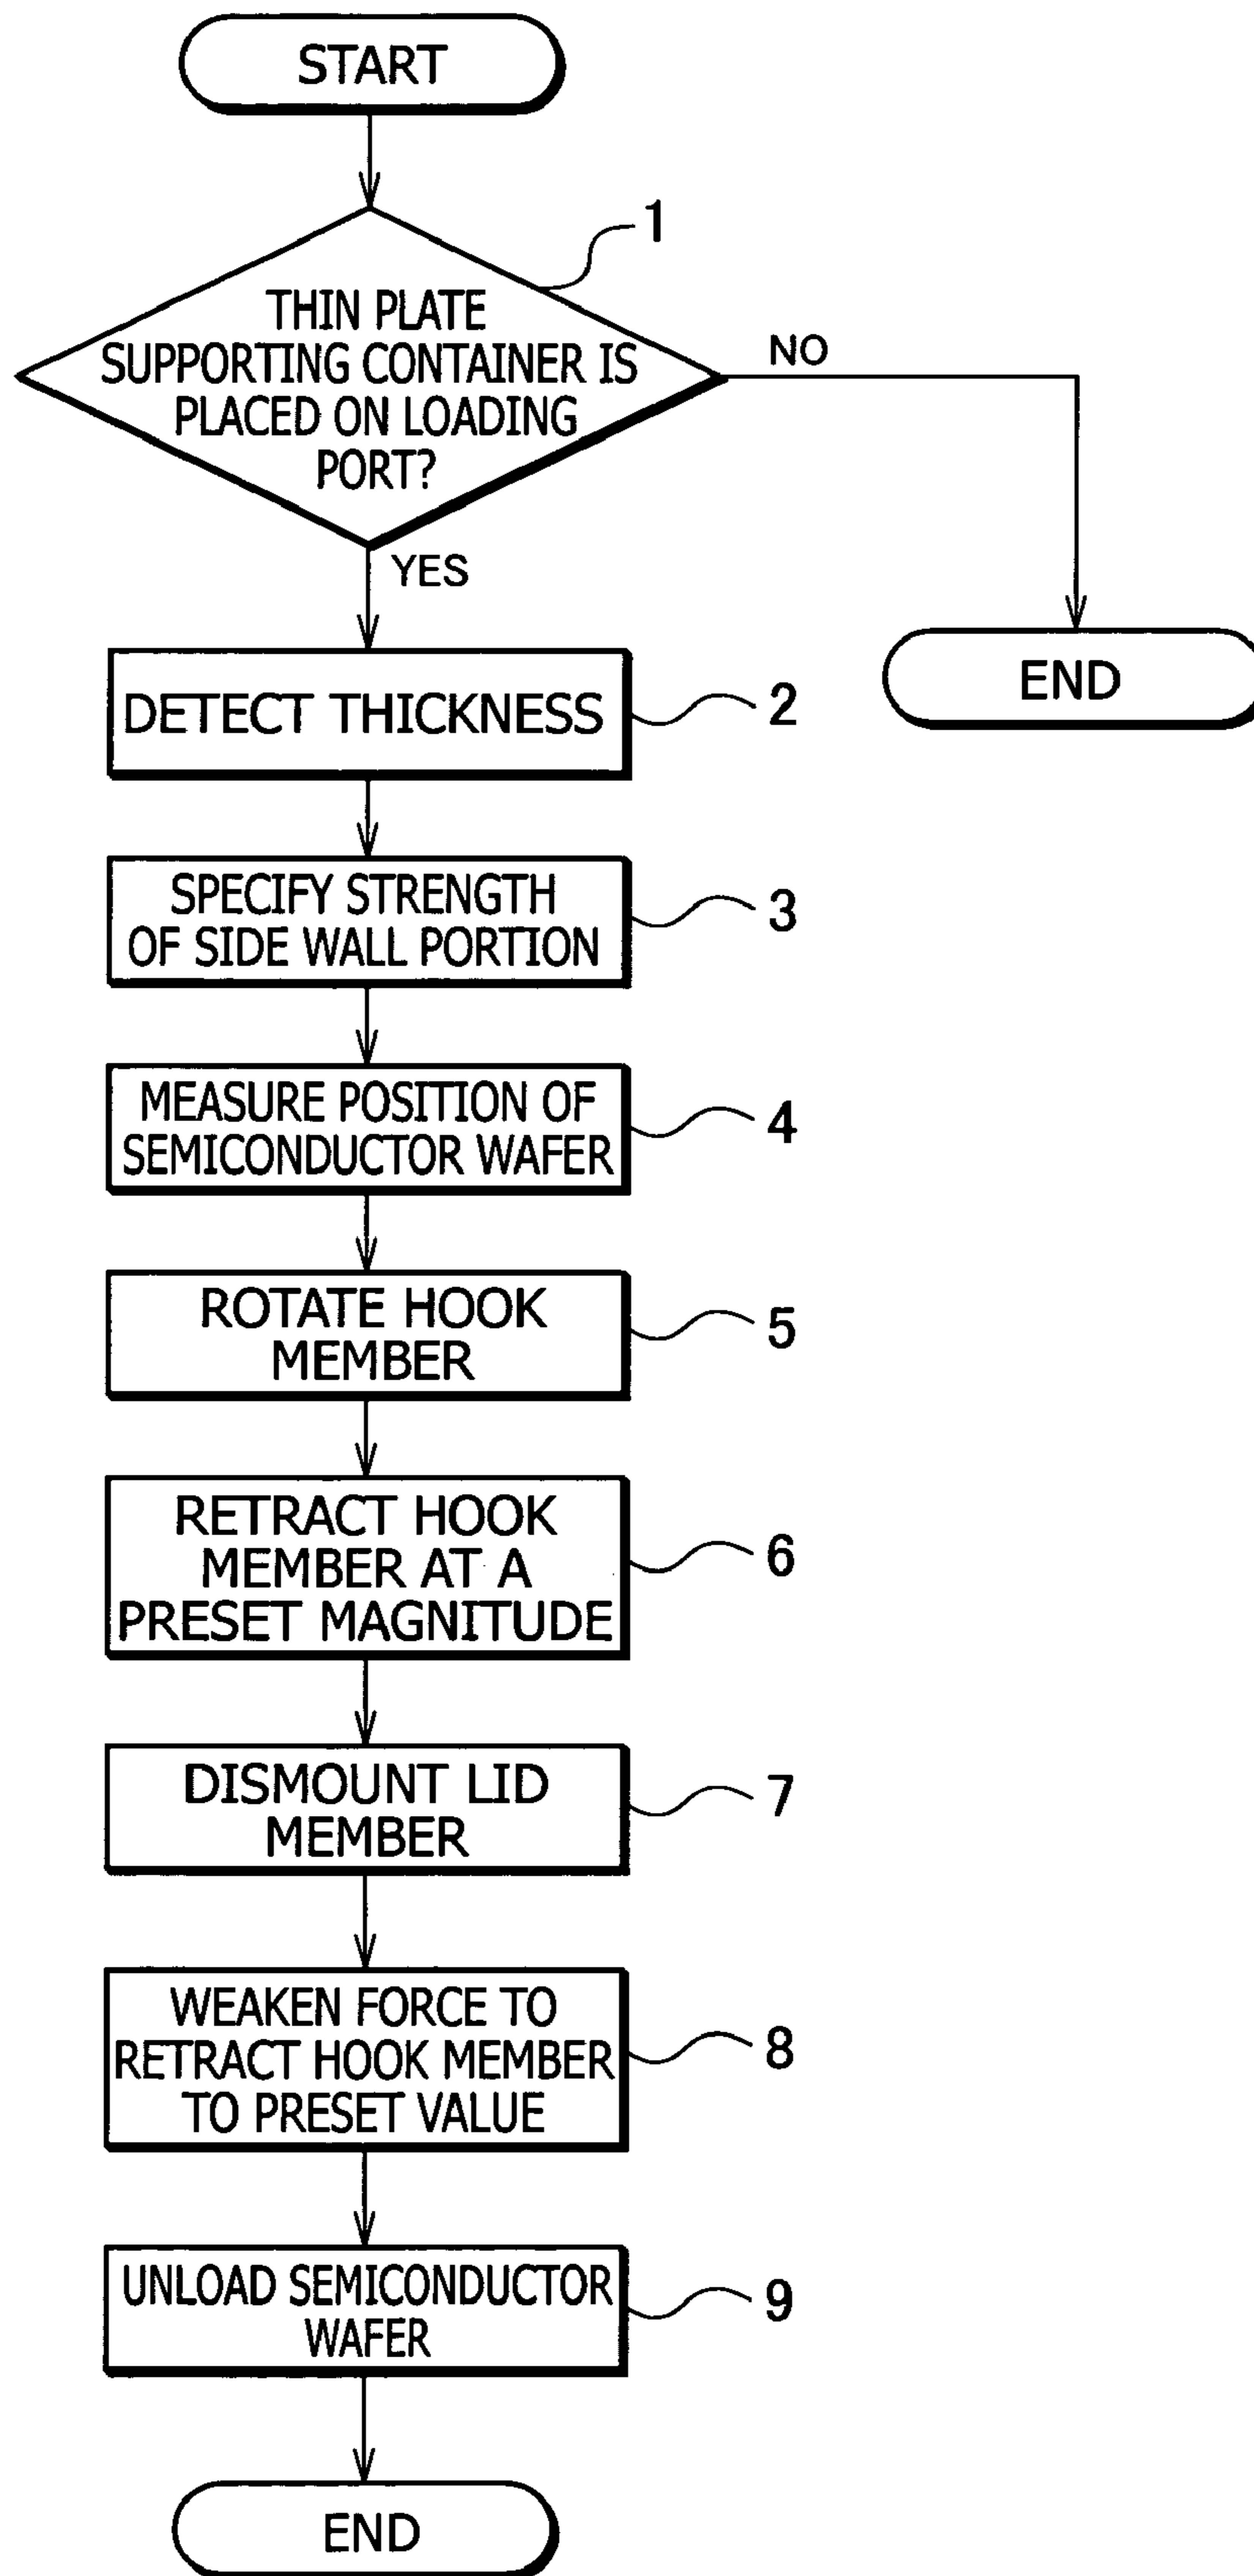 START
1
THIN PLATE
SUPPORTING CONTAINER IS
PLACED ON LOADING
PORT?
NO
YES
END
DETECT THICKNESS
2
SPECIFY STRENGTH
OF SIDE WALL PORTION
3
MEASURE POSITION OF
SEMICONDUCTOR WAFER
4
ROTATE HOOK
MEMBER
5
RETRACT HOOK
MEMBER AT A
PRESET MAGNITUDE
6
DISMOUNT LID
MEMBER
7
WEAKEN FORCE TO
RETRACT HOOK MEMBER
TO PRESET VALUE
8
UNLOAD SEMICONDUCTOR
WAFER
9
END